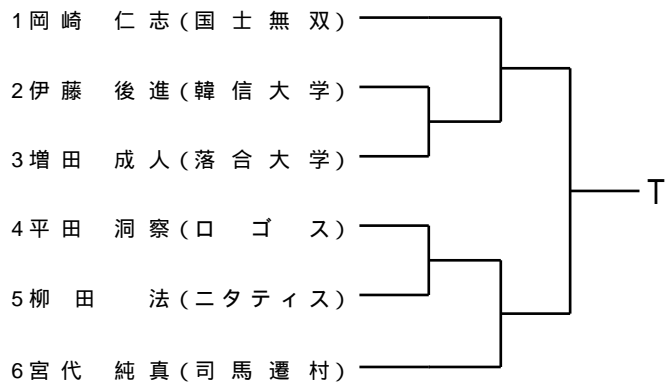 1岡崎 仁志(国士無双)
2伊藤 後進(韓信大学)
3増田 成人(落合大学)
4平田 洞察(ロゴス)
5柳田 法(ニタティス)
6宮代 純真(司馬遷村)
T